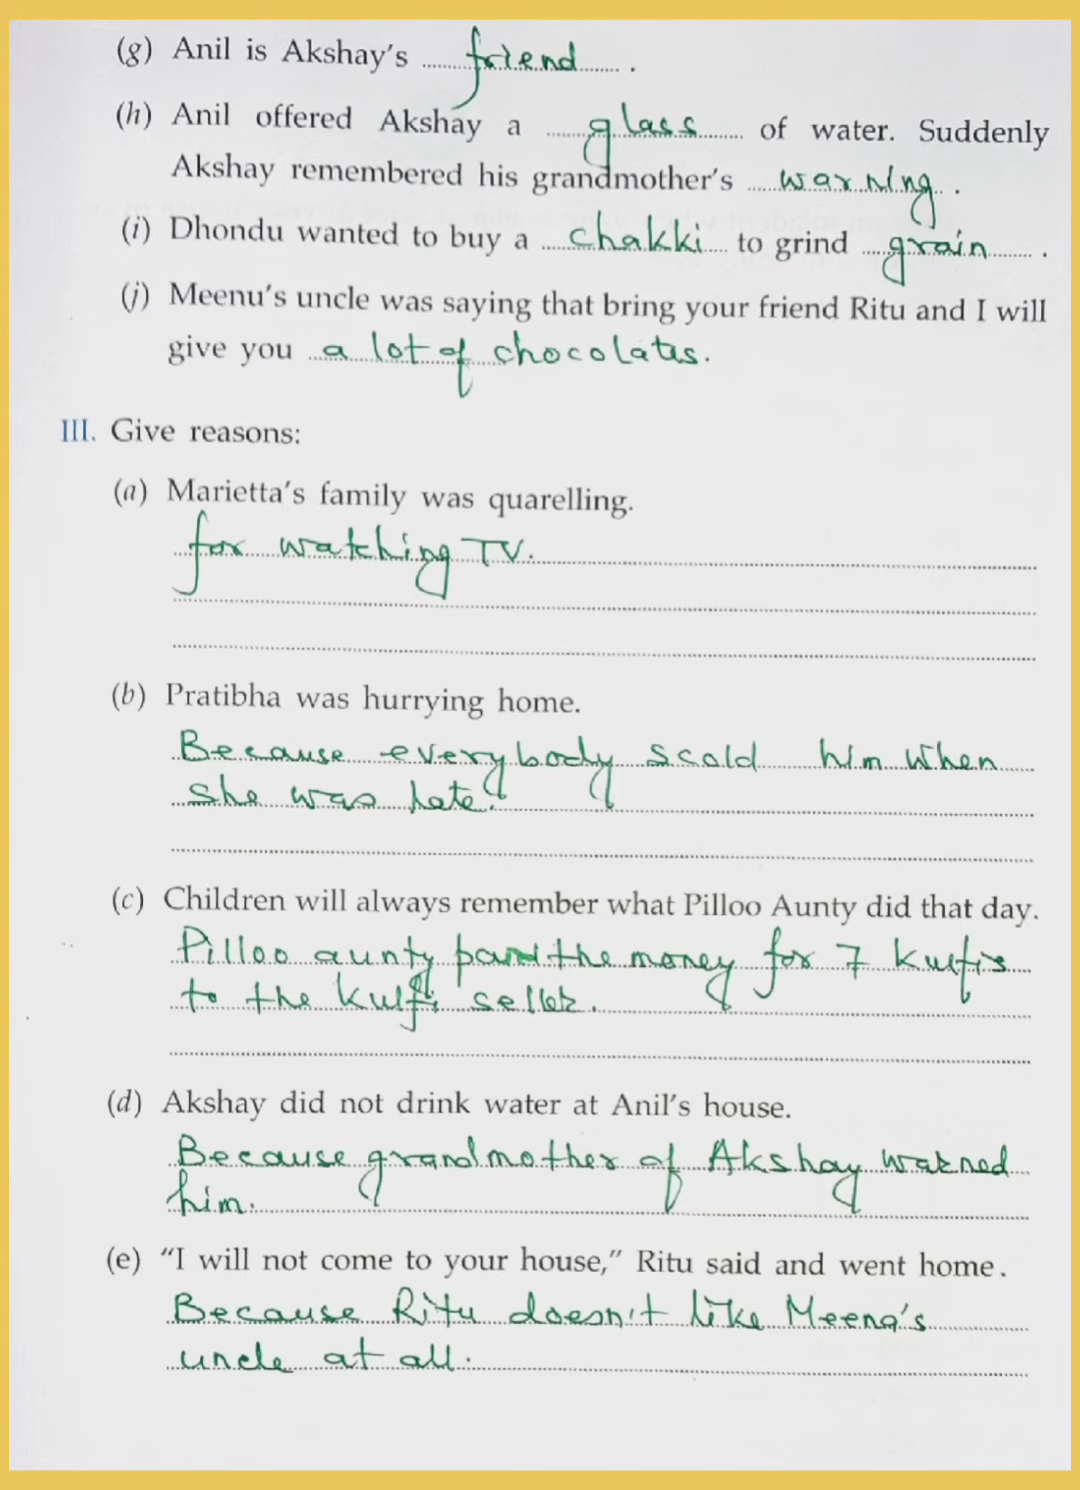 (g) Anil is Akshay's friend.
(h) Anil offered Akshay a glass of water. Suddenly
Akshay remembered his grandmother's warning.
(i) Dhondu wanted to buy a chakki to grind grain.
(j) Meenu's uncle was saying that bring your friend Ritu and I will
give you a lot of chocolates.
III. Give reasons:
(a) Marietta's family was quarelling.
for watching TV.
(b) Pratibha was hurrying home.
Because everybody scold him when
she was late.
(c) Children will always remember what Pilloo Aunty did that day.
Pilloo aunty paid the money for 7 kulfis
to the kulfi seller.
(d) Akshay did not drink water at Anil's house.
Because grandmother of Akshay warned
him.
(e) "I will not come to your house," Ritu said and went home.
Because Ritu doesn't like Meena's
uncle at all.